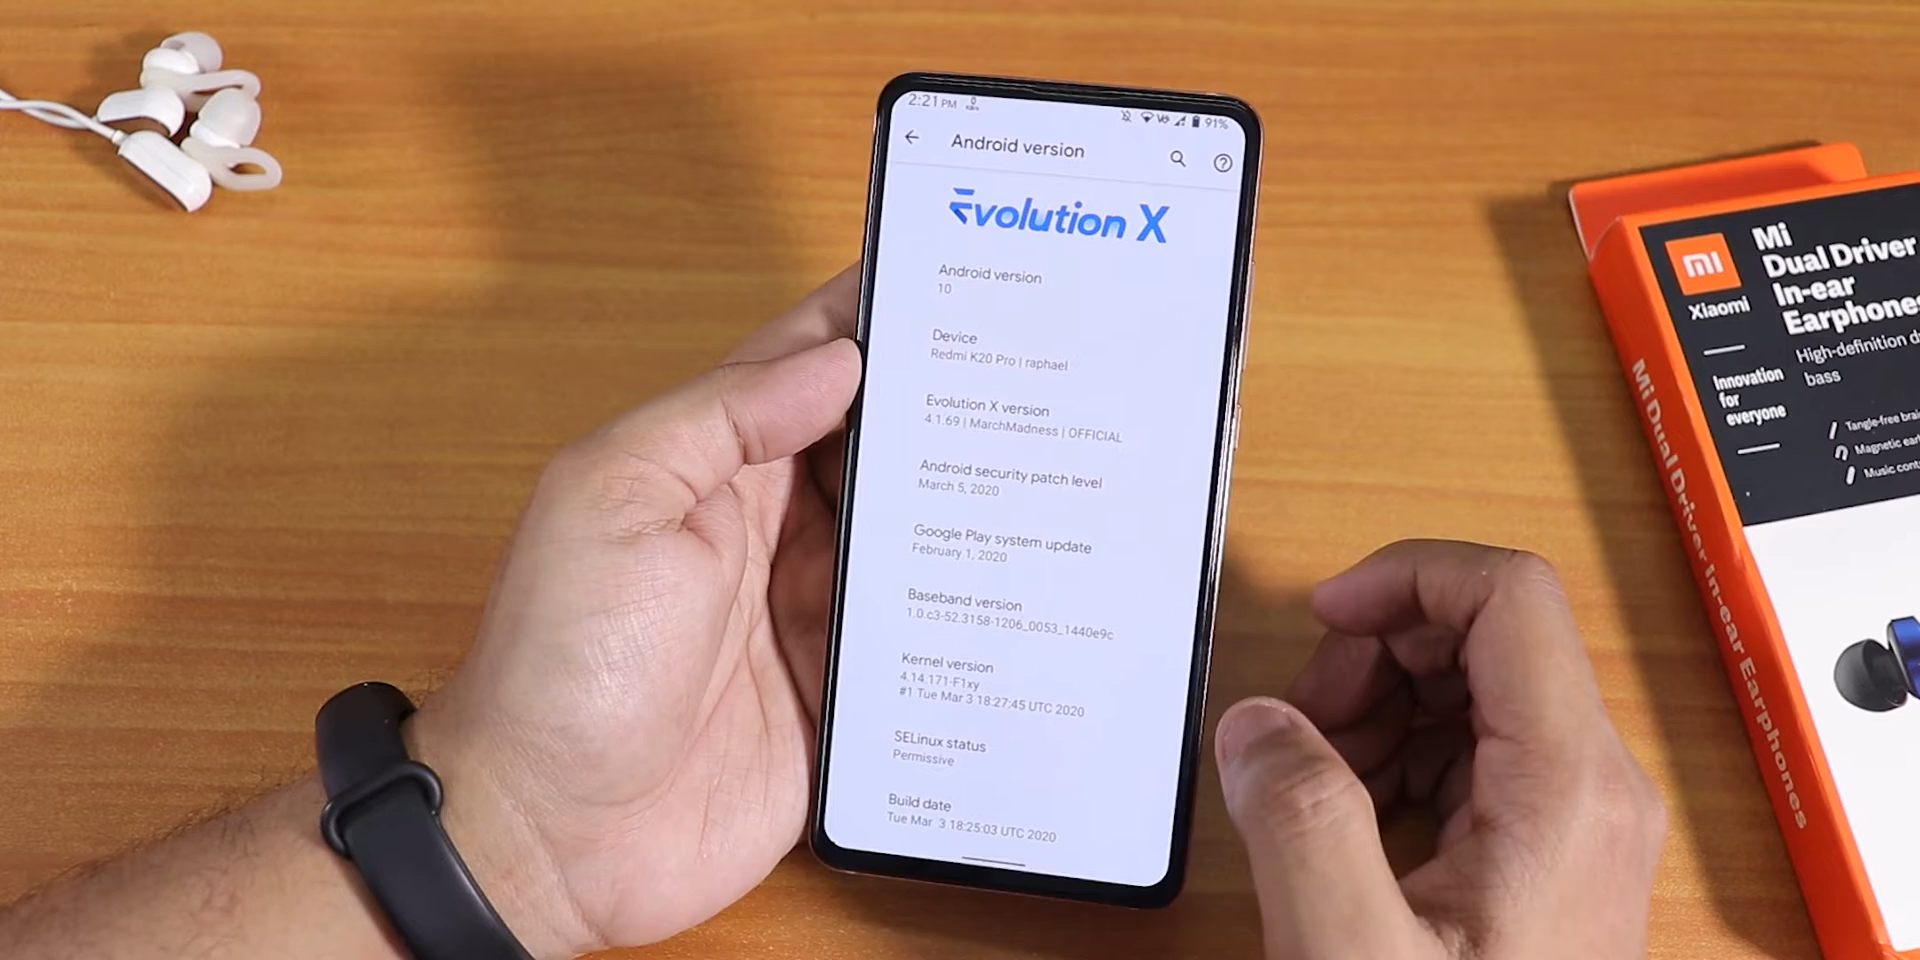 2:21 PM
91%
Android version
Evolution X
Android version
10
Device
Redmi K20 Pro | raphael
Evolution X version
4.1.69 | MarchMadness | OFFICIAL
Android security patch level
March 5, 2020
Google Play system update
February 1, 2020
Baseband version
1.0.c3-52.3158-1206_0053_1440e9c
Kernel version
4.14.171-F1xy
#1 Tue Mar 3 18:27:45 UTC 2020
SELinux status
Permissive
Build date
Tue Mar 3 18:25:03 UTC 2020
mi
Xiaomi
Innovation
for
everyone
Mi
Dual Driver
In-ear
Earphones
High-definition d
bass
Tangle-free brai
Magnetic ear
Music cont
Mi Dual Driver In-ear Earphones